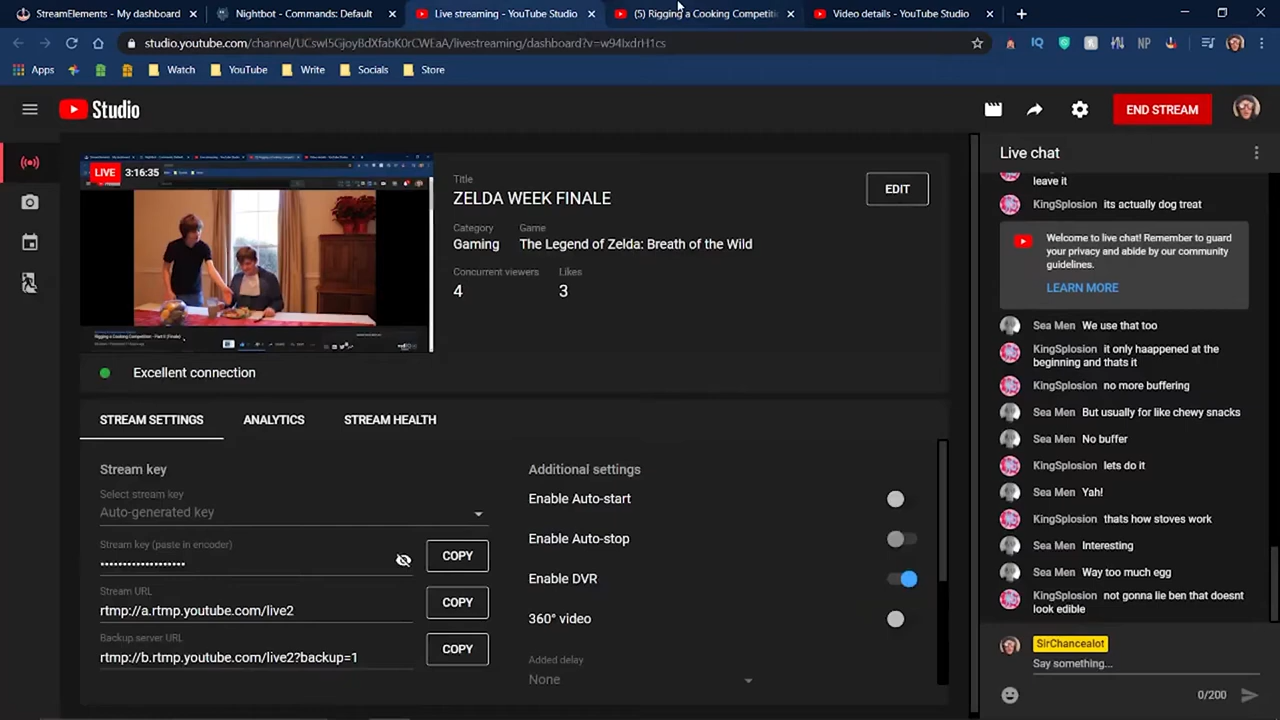 StreamElements - My dashboard
Nightbot - Commands: Default
Live streaming - YouTube Studio
(5) Rigging a Cooking Competiti
Video details - YouTube Studio
studio.youtube.com/channel/UCswI5GjoyBdXfabK0rCWEaA/livestreaming/dashboard?v=w94IxdrH1cs
IQ
NP
Apps
Watch
YouTube
Write
Socials
Store
Studio
END STREAM
LIVE 3:16:35
Rigging a Cooking Competition - Part 5 (Finale)
Title
ZELDA WEEK FINALE
EDIT
Category Game
Gaming The Legend of Zelda: Breath of the Wild
Concurrent viewers Likes
4 3
Excellent connection
STREAM SETTINGS ANALYTICS STREAM HEALTH
Stream key
Select stream key
Auto-generated key
Stream key (paste in encoder)
••••••••••••••••••
COPY
Stream URL
rtmp://a.rtmp.youtube.com/live2
COPY
Backup server URL
rtmp://b.rtmp.youtube.com/live2?backup=1
COPY
Additional settings
Enable Auto-start
Enable Auto-stop
Enable DVR
360° video
Added delay
None
Live chat
leave it
KingSplosion its actually dog treat
Welcome to live chat! Remember to guard
your privacy and abide by our community
guidelines.
LEARN MORE
Sea Men We use that too
KingSplosion it only haappened at the
beginning and thats it
KingSplosion no more buffering
Sea Men But usually for like chewy snacks
Sea Men No buffer
KingSplosion lets do it
Sea Men Yah!
KingSplosion thats how stoves work
Sea Men Interesting
Sea Men Way too much egg
KingSplosion not gonna lie ben that doesnt
look edible
SirChancealot
Say something...
0/200